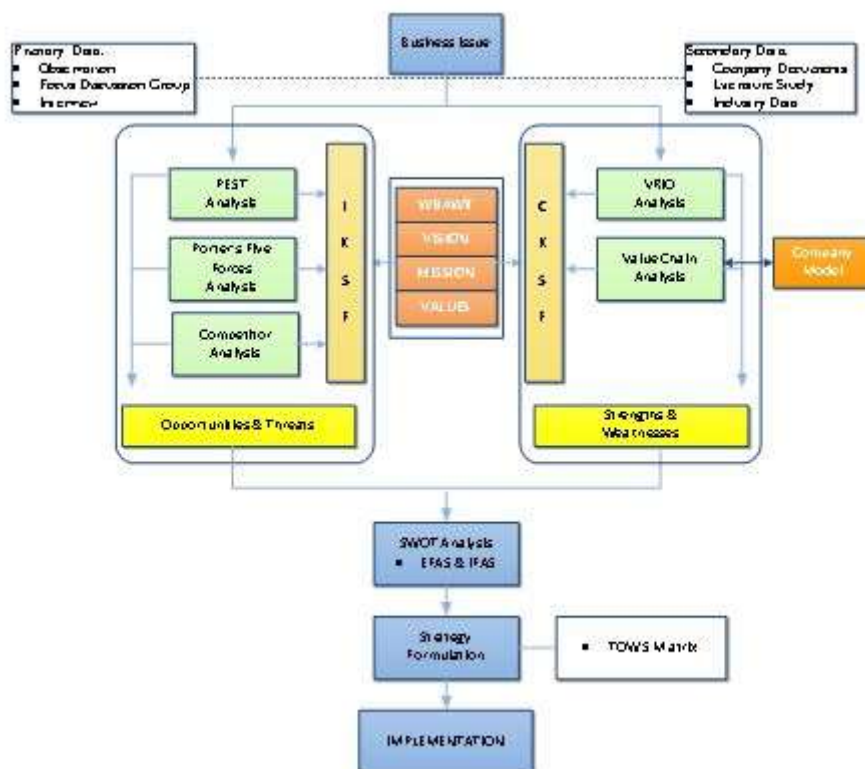 Business Issue
Primary Data:
▪ Observation
▪ Focus Discussion Group
▪ Interview
Secondary Data:
▪ Company Documents
▪ Literature Study
▪ Industry Data
PEST
Analysis
Porter's Five
Forces
Analysis
Competitor
Analysis
I
K
S
F
VISION
MISSION
VALUES
C
K
S
F
VRIO
Analysis
Value Chain
Analysis
Company
Model
Opportunities & Threats
Strengths &
Weaknesses
SWOT Analysis
▪ EFAS & IFAS
Strategy
Formulation
▪ TOWS Matrix
IMPLEMENTATION